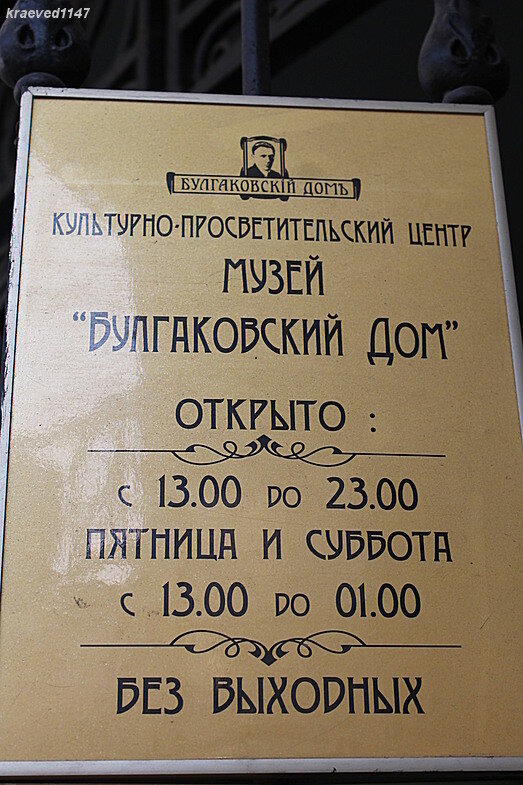 kraeved1147
БУЛГАКОВСКІЙ ДОМЪ
КУЛЬТУРНО-ПРОСВЕТИТЕЛЬСКИЙ ЦЕНТР
МУЗЕЙ
“БУЛГАКОВСКИЙ ДОМ”
ОТКРЫТО :
С 13.00 ДО 23.00
ПЯТНИЦА И СУББОТА
С 13.00 ДО 01.00
БЕЗ ВЫХОДНЫХ